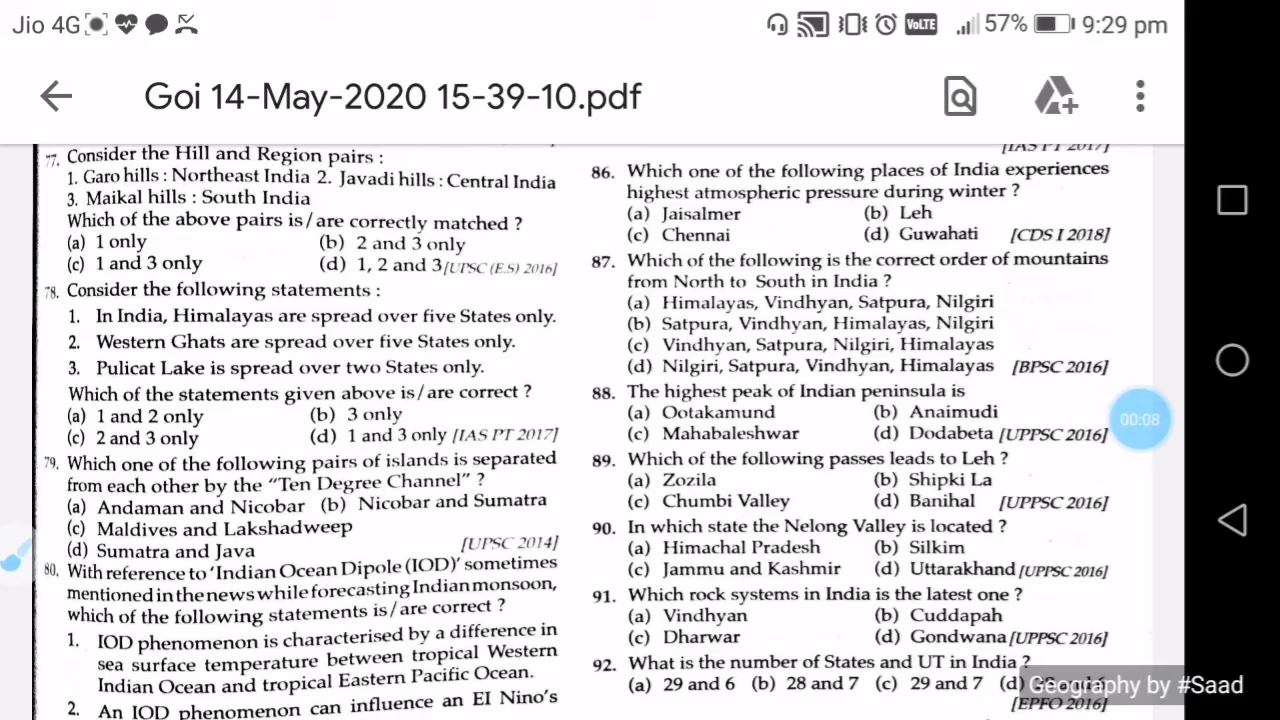 Jio 4G
VoLTE
57%
9:29 pm
Goi 14-May-2020 15-39-10.pdf
77. Consider the Hill and Region pairs :
1. Garo hills : Northeast India 2. Javadi hills : Central India
3. Maikal hills : South India
Which of the above pairs is/are correctly matched ?
(a) 1 only (b) 2 and 3 only
(c) 1 and 3 only (d) 1, 2 and 3 [UPSC (E.S) 2016]
78. Consider the following statements :
1. In India, Himalayas are spread over five States only.
2. Western Ghats are spread over five States only.
3. Pulicat Lake is spread over two States only.
Which of the statements given above is/are correct ?
(a) 1 and 2 only (b) 3 only
(c) 2 and 3 only (d) 1 and 3 only [IAS PT 2017]
79. Which one of the following pairs of islands is separated
from each other by the "Ten Degree Channel" ?
(a) Andaman and Nicobar (b) Nicobar and Sumatra
(c) Maldives and Lakshadweep
(d) Sumatra and Java [UPSC 2014]
80. With reference to 'Indian Ocean Dipole (IOD)' sometimes
mentioned in the news while forecasting Indian monsoon,
which of the following statements is/are correct ?
1. IOD phenomenon is characterised by a difference in
sea surface temperature between tropical Western
Indian Ocean and tropical Eastern Pacific Ocean.
2. An IOD phenomenon can influence an EI Nino's
[IAS PT 2017]
86. Which one of the following places of India experiences
highest atmospheric pressure during winter ?
(a) Jaisalmer (b) Leh
(c) Chennai (d) Guwahati [CDS I 2018]
87. Which of the following is the correct order of mountains
from North to South in India ?
(a) Himalayas, Vindhyan, Satpura, Nilgiri
(b) Satpura, Vindhyan, Himalayas, Nilgiri
(c) Vindhyan, Satpura, Nilgiri, Himalayas
(d) Nilgiri, Satpura, Vindhyan, Himalayas [BPSC 2016]
88. The highest peak of Indian peninsula is
(a) Ootakamund (b) Anaimudi
(c) Mahabaleshwar (d) Dodabeta [UPPSC 2016]
89. Which of the following passes leads to Leh ?
(a) Zozila (b) Shipki La
(c) Chumbi Valley (d) Banihal [UPPSC 2016]
90. In which state the Nelong Valley is located ?
(a) Himachal Pradesh (b) Silkim
(c) Jammu and Kashmir (d) Uttarakhand [UPPSC 2016]
91. Which rock systems in India is the latest one ?
(a) Vindhyan (b) Cuddapah
(c) Dharwar (d) Gondwana [UPPSC 2016]
92. What is the number of States and UT in India ?
(a) 29 and 6 (b) 28 and 7 (c) 29 and 7 (d)
[EPFO 2016]
00:08
Geography by #Saad